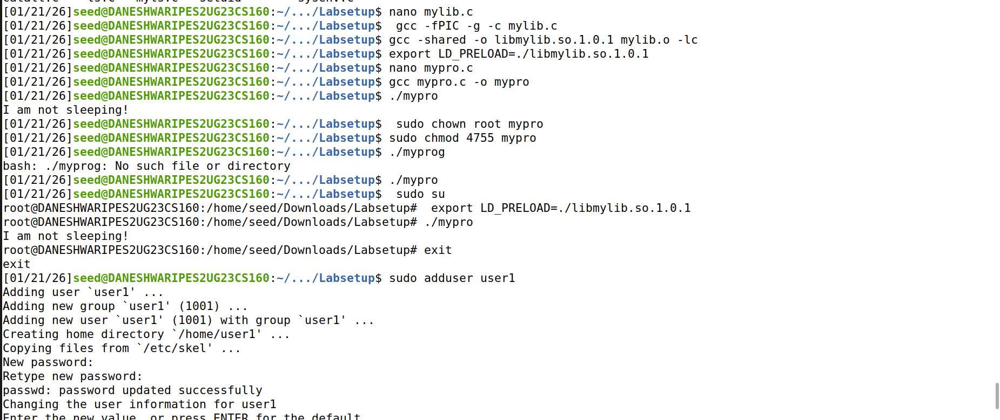 [01/21/26]seed@DANESHWARIPES2UG23CS160:~/.../Labsetup$ nano mylib.c
[01/21/26]seed@DANESHWARIPES2UG23CS160:~/.../Labsetup$  gcc -fPIC -g -c mylib.c
[01/21/26]seed@DANESHWARIPES2UG23CS160:~/.../Labsetup$ gcc -shared -o libmylib.so.1.0.1 mylib.o -lc
[01/21/26]seed@DANESHWARIPES2UG23CS160:~/.../Labsetup$ export LD_PRELOAD=./libmylib.so.1.0.1
[01/21/26]seed@DANESHWARIPES2UG23CS160:~/.../Labsetup$ nano mypro.c
[01/21/26]seed@DANESHWARIPES2UG23CS160:~/.../Labsetup$ gcc mypro.c -o mypro
[01/21/26]seed@DANESHWARIPES2UG23CS160:~/.../Labsetup$ ./mypro
I am not sleeping!
[01/21/26]seed@DANESHWARIPES2UG23CS160:~/.../Labsetup$  sudo chown root mypro
[01/21/26]seed@DANESHWARIPES2UG23CS160:~/.../Labsetup$ sudo chmod 4755 mypro
[01/21/26]seed@DANESHWARIPES2UG23CS160:~/.../Labsetup$ ./myprog
bash: ./myprog: No such file or directory
[01/21/26]seed@DANESHWARIPES2UG23CS160:~/.../Labsetup$ ./mypro
[01/21/26]seed@DANESHWARIPES2UG23CS160:~/.../Labsetup$  sudo su
root@DANESHWARIPES2UG23CS160:/home/seed/Downloads/Labsetup#  export LD_PRELOAD=./libmylib.so.1.0.1
root@DANESHWARIPES2UG23CS160:/home/seed/Downloads/Labsetup# ./mypro
I am not sleeping!
root@DANESHWARIPES2UG23CS160:/home/seed/Downloads/Labsetup# exit
exit
[01/21/26]seed@DANESHWARIPES2UG23CS160:~/.../Labsetup$ sudo adduser user1
Adding user `user1' ...
Adding new group `user1' (1001) ...
Adding new user `user1' (1001) with group `user1' ...
Creating home directory `/home/user1' ...
Copying files from `/etc/skel' ...
New password:
Retype new password:
passwd: password updated successfully
Changing the user information for user1
Enter the new value, or press ENTER for the default